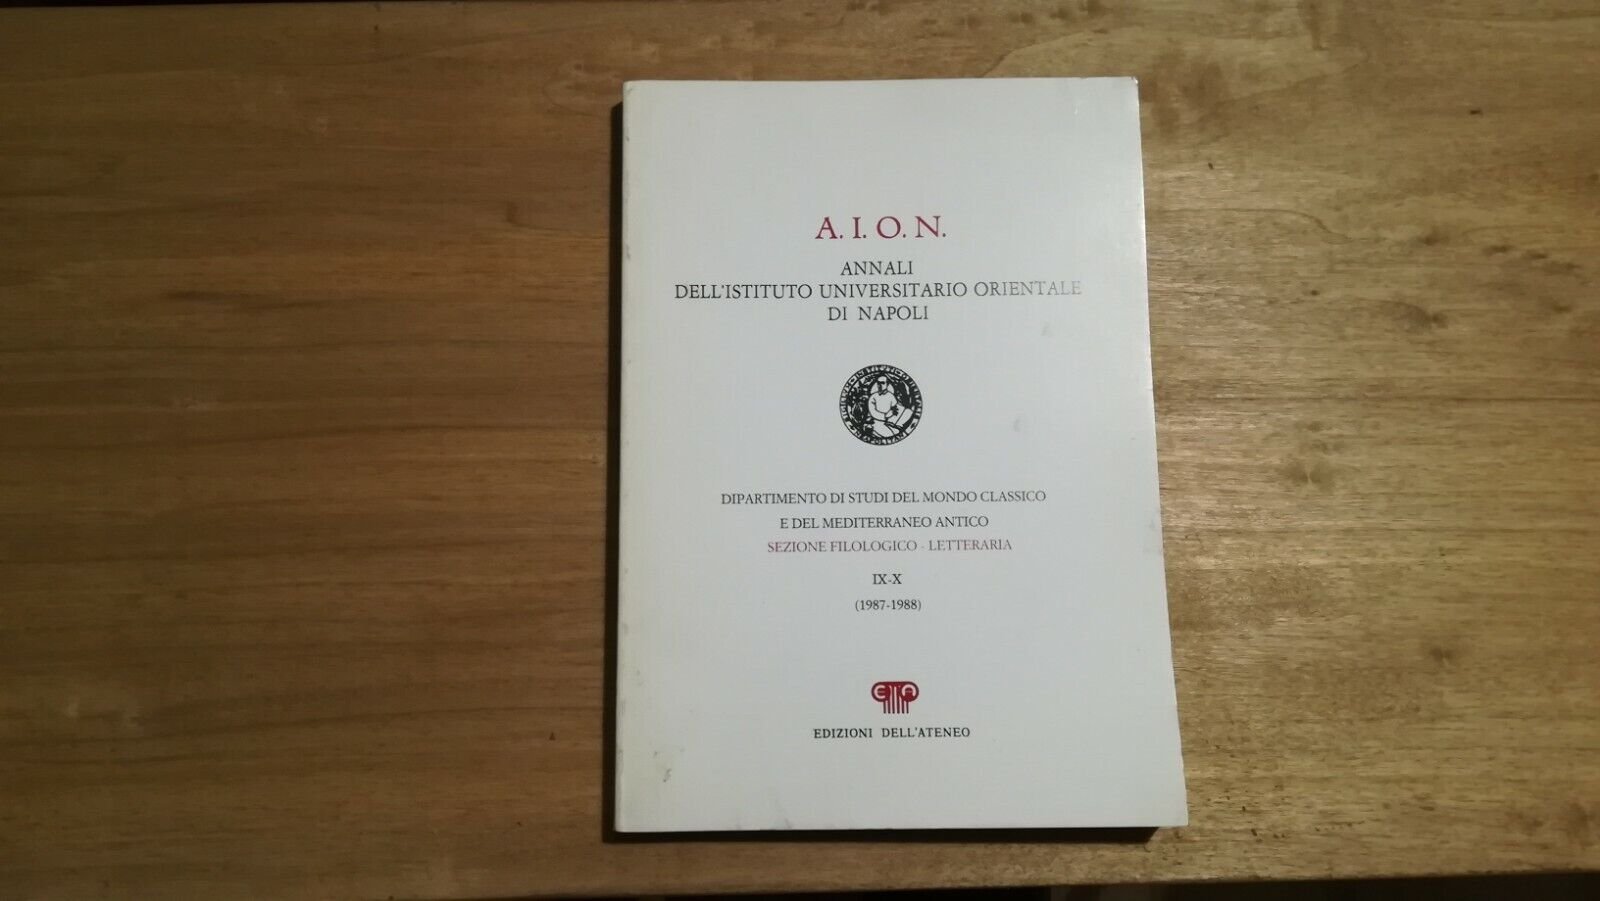 A. I. O. N.
ANNALI
DELL'ISTITUTO UNIVERSITARIO ORIENTALE
DI NAPOLI
DIPARTIMENTO DI STUDI DEL MONDO CLASSICO
E DEL MEDITERRANEO ANTICO
SEZIONE FILOLOGICO - LETTERARIA
IX-X
(1987-1988)
EDIZIONI DELL'ATENEO